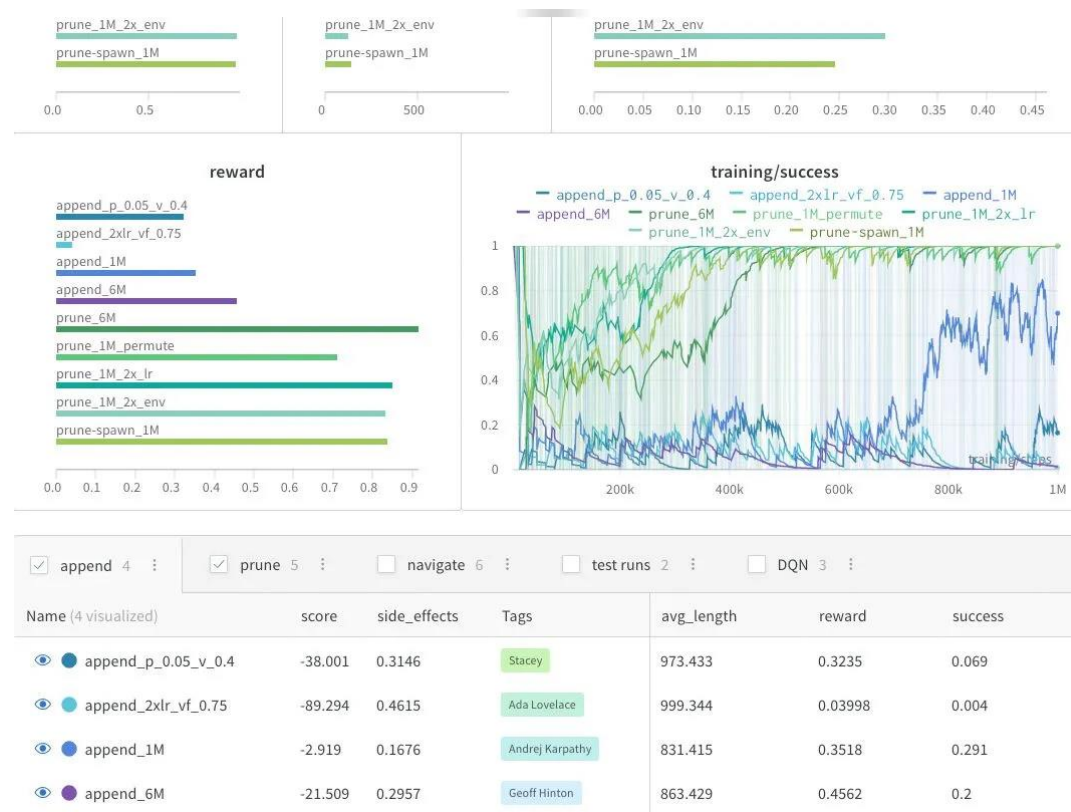 prune_1M_2x_env
prune-spawn_1M
0.0 0.5
prune_1M_2x_env
prune-spawn_1M
0 500
prune_1M_2x_env
prune-spawn_1M
0.00 0.05 0.10 0.15 0.20 0.25 0.30 0.35 0.40 0.45
reward
append_p_0.05_v_0.4
append_2xlr_vf_0.75
append_1M
append_6M
prune_6M
prune_1M_permute
prune_1M_2x_lr
prune_1M_2x_env
prune-spawn_1M
0.0 0.1 0.2 0.3 0.4 0.5 0.6 0.7 0.8 0.9
training/success
append_p_0.05_v_0.4 append_2xlr_vf_0.75 append_1M
append_6M prune_6M prune_1M_permute prune_1M_2x_lr
prune_1M_2x_env prune-spawn_1M
1
0.8
0.6
0.4
0.2
0
training/steps
200k 400k 600k 800k 1M
append 4 prune 5 navigate 6 test runs 2 DQN 3
Name (4 visualized) score side_effects Tags avg_length reward success
append_p_0.05_v_0.4 -38.001 0.3146 Stacey 973.433 0.3235 0.069
append_2xlr_vf_0.75 -89.294 0.4615 Ada Lovelace 999.344 0.03998 0.004
append_1M -2.919 0.1676 Andrej Karpathy 831.415 0.3518 0.291
append_6M -21.509 0.2957 Geoff Hinton 863.429 0.4562 0.2